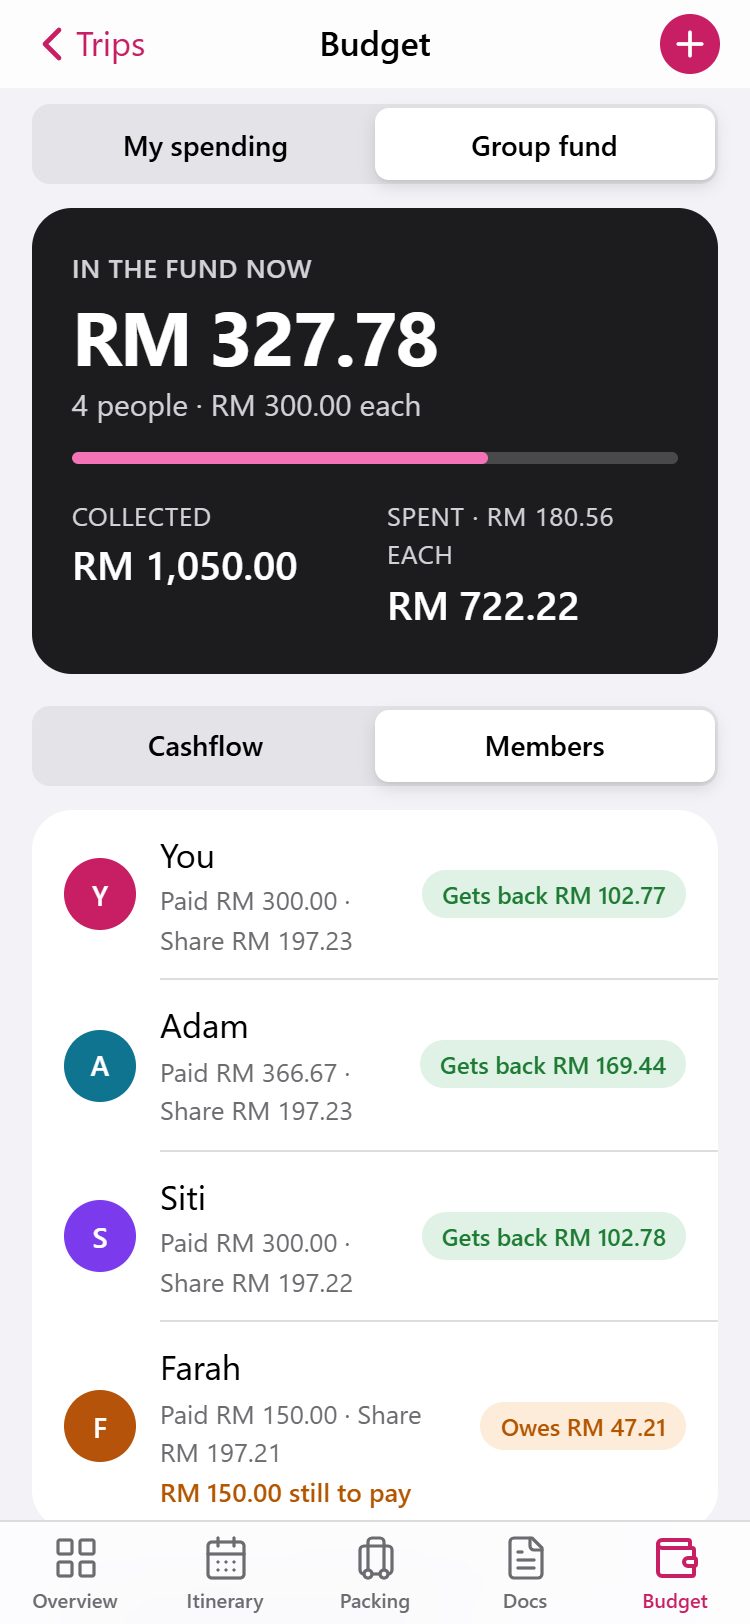 Trips
Budget
My spending
Group fund
IN THE FUND NOW
RM 327.78
4 people · RM 300.00 each
COLLECTED
RM 1,050.00
SPENT · RM 180.56
EACH
RM 722.22
Cashflow
Members
Y
You
Paid RM 300.00 ·
Share RM 197.23
Gets back RM 102.77
A
Adam
Paid RM 366.67 ·
Share RM 197.23
Gets back RM 169.44
S
Siti
Paid RM 300.00 ·
Share RM 197.22
Gets back RM 102.78
F
Farah
Paid RM 150.00 · Share
RM 197.21
RM 150.00 still to pay
Owes RM 47.21
Overview
Itinerary
Packing
Docs
Budget